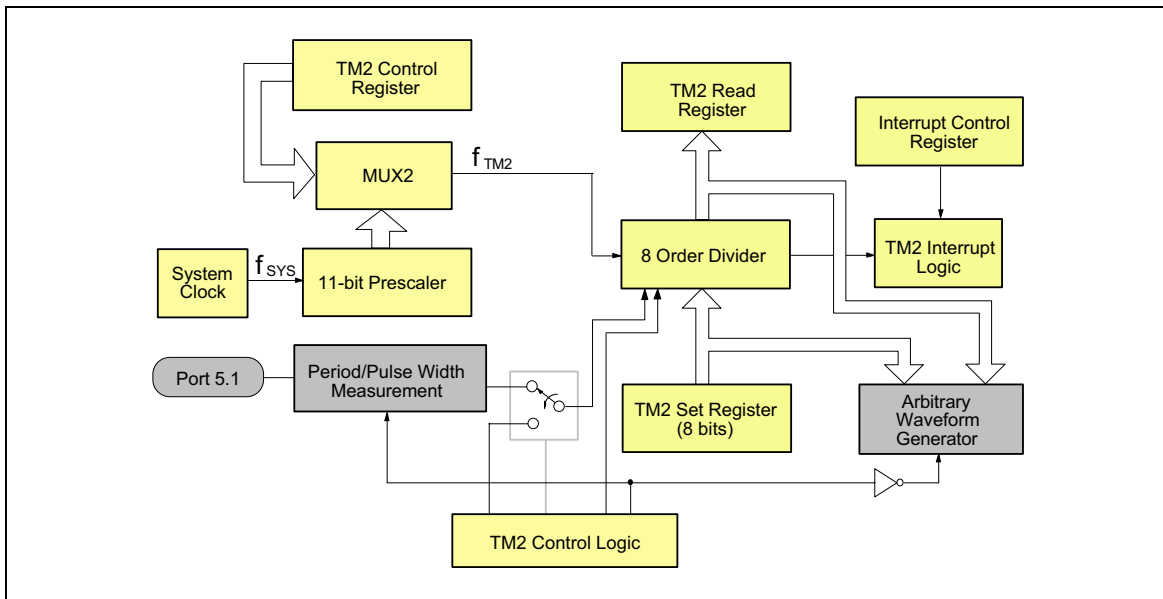 TM2 Control
Register
TM2 Read
Register
Interrupt Control
Register
MUX2
f TM2
8 Order Divider
TM2 Interrupt
Logic
System
Clock
f SYS
11-bit Prescaler
Port 5.1
Period/Pulse Width
Measurement
TM2 Set Register
(8 bits)
Arbitrary
Waveform
Generator
TM2 Control Logic